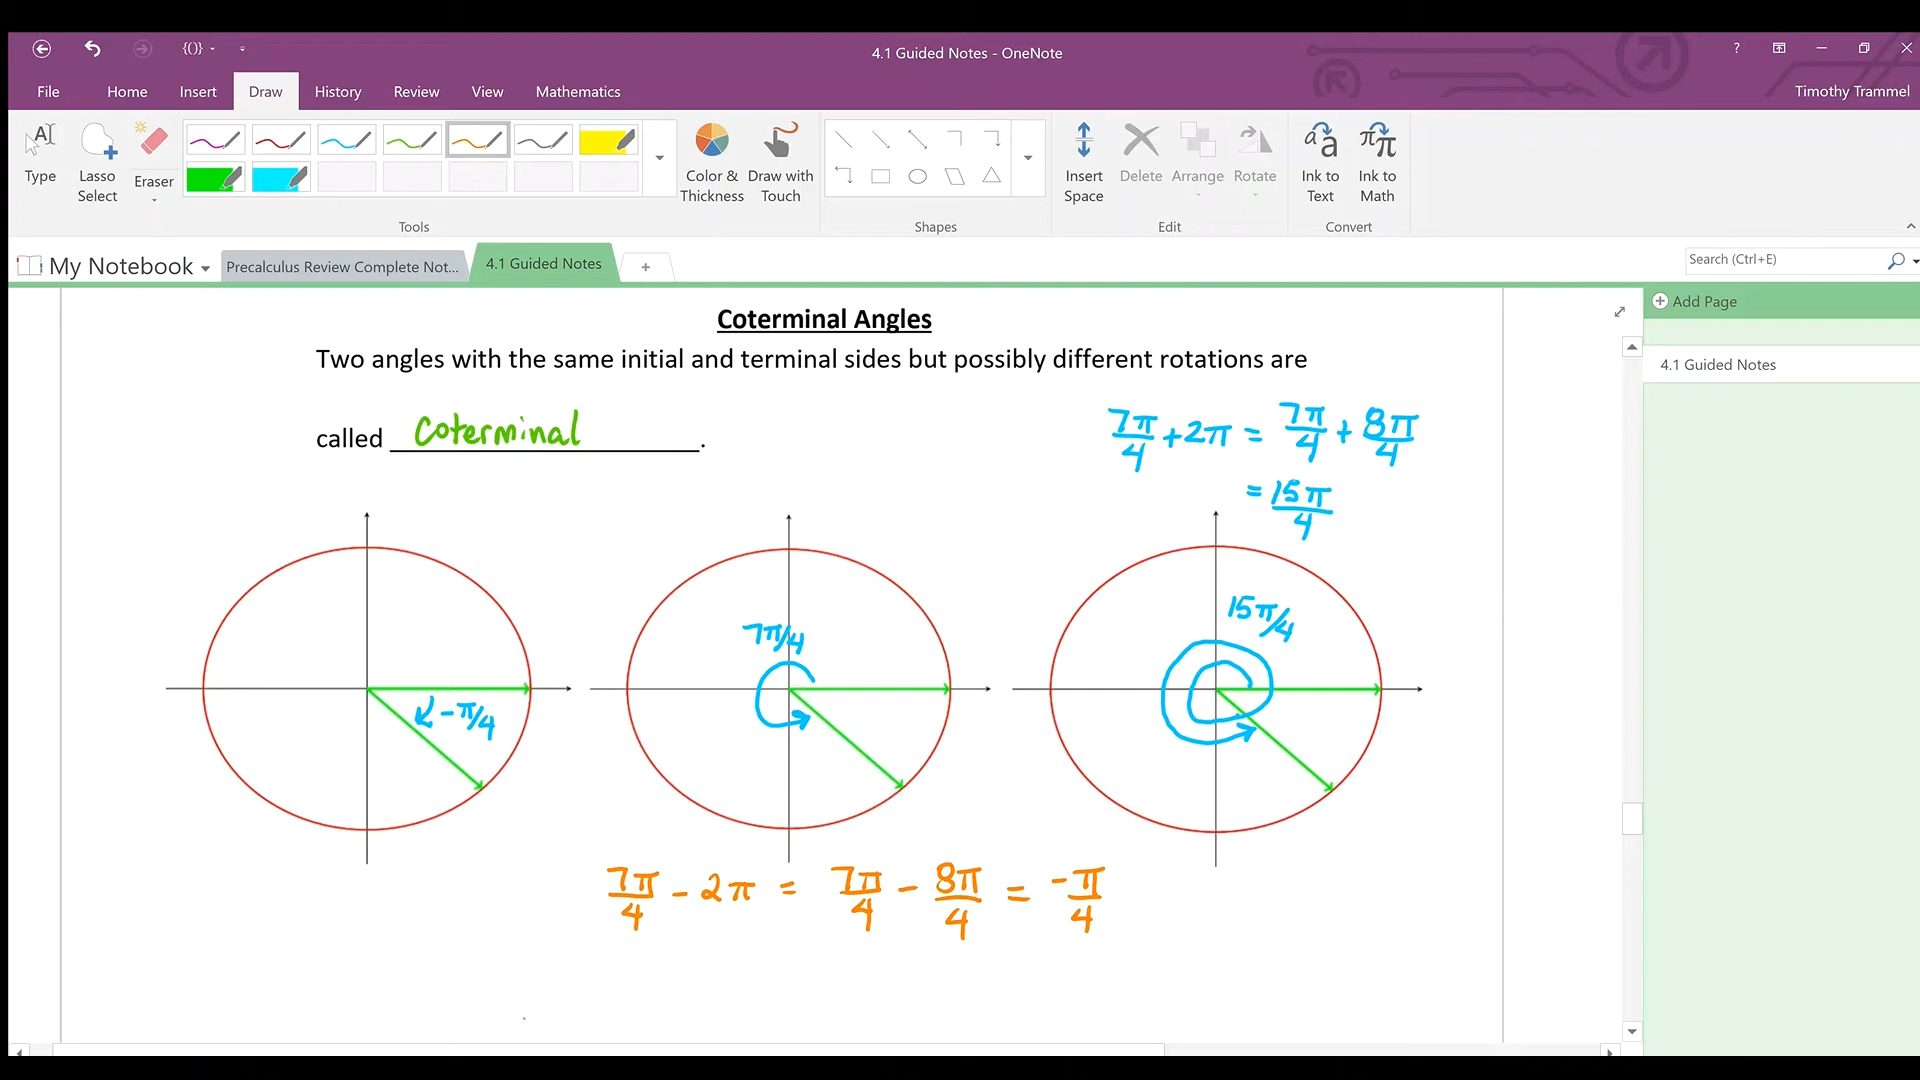 4.1 Guided Notes - OneNote
?
File Home Insert Draw History Review View Mathematics
Timothy Trammel
Type
Lasso Select
Eraser
Color & Thickness
Draw with Touch
Insert Space
Delete
Arrange
Rotate
Ink to Text
Ink to Math
Tools
Shapes
Edit
Convert
My Notebook
Precalculus Review Complete Not...
4.1 Guided Notes
+
Search (Ctrl+E)
Add Page
4.1 Guided Notes
Coterminal Angles
Two angles with the same initial and terminal sides but possibly different rotations are
called coterminal.
7π/4 + 2π = 7π/4 + 8π/4
= 15π/4
-π/4
7π/4
15π/4
7π/4 - 2π = 7π/4 - 8π/4 = -π/4